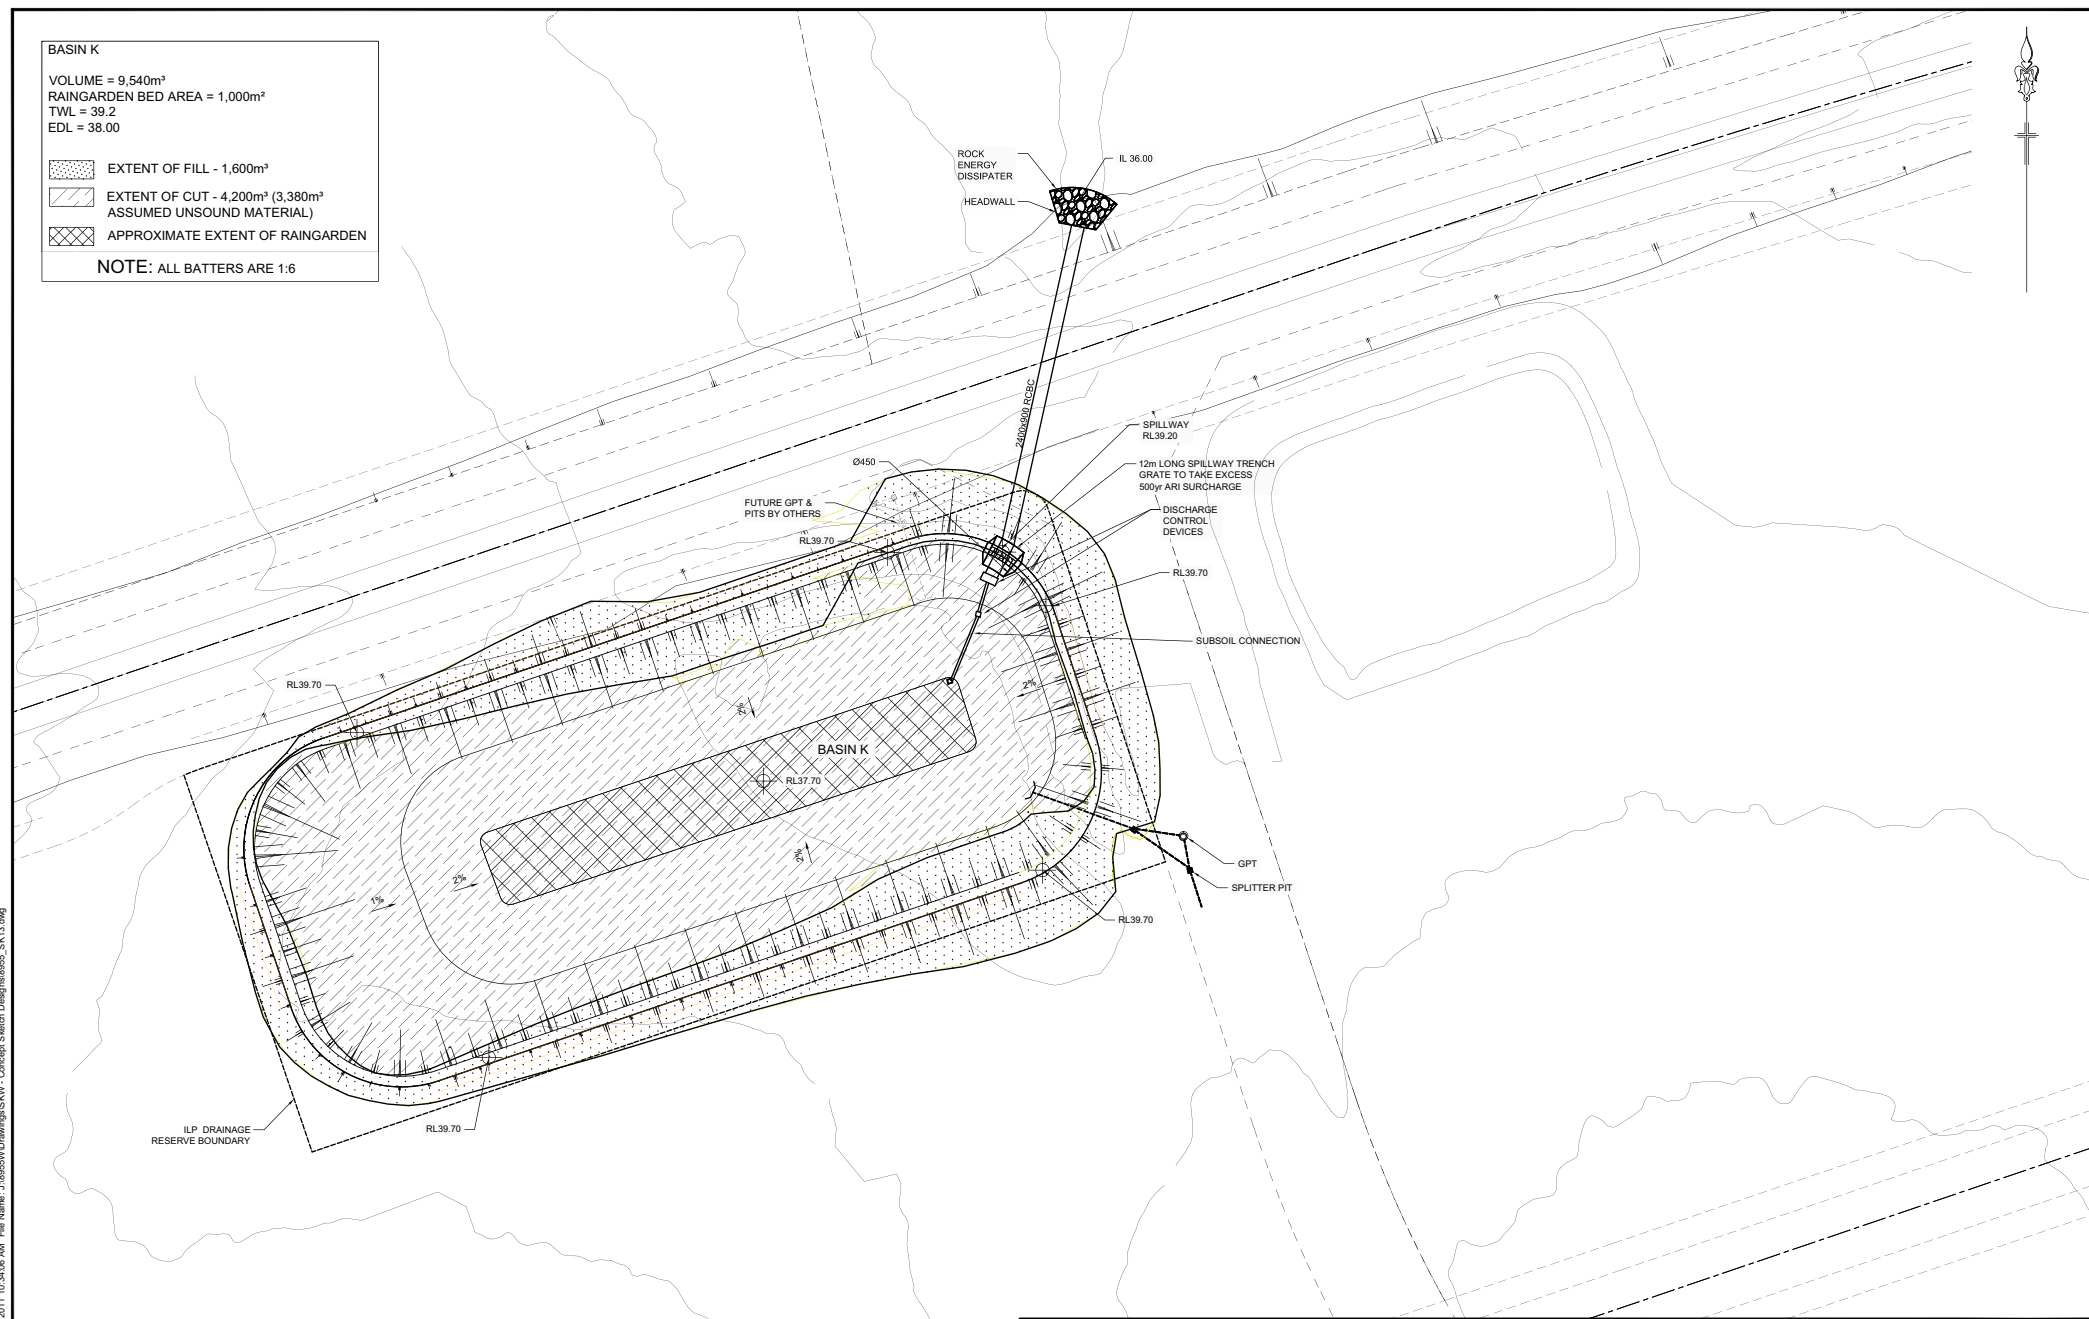 BASIN K
VOLUME = 9,540m³
RAINGARDEN BED AREA = 1,000m²
TWL = 39.2
EDL = 38.00
EXTENT OF FILL - 1,600m³
EXTENT OF CUT - 4,200m³ (3,380m³
ASSUMED UNSOUND MATERIAL)
APPROXIMATE EXTENT OF RAINGARDEN
NOTE: ALL BATTERS ARE 1:6
ROCK
ENERGY
DISSIPATER
IL 36.00
HEADWALL
2400x900 RCBC
SPILLWAY
RL39.20
Ø450
12m LONG SPILLWAY TRENCH
GRATE TO TAKE EXCESS
500yr ARI SURCHARGE
FUTURE GPT &
PITS BY OTHERS
DISCHARGE
CONTROL
DEVICES
RL39.70
RL39.70
SUBSOIL CONNECTION
RL39.70
2%
2%
BASIN K
RL37.70
2%
2%
1%
GPT
SPLITTER PIT
RL39.70
ILP DRAINAGE
RESERVE BOUNDARY
RL39.70